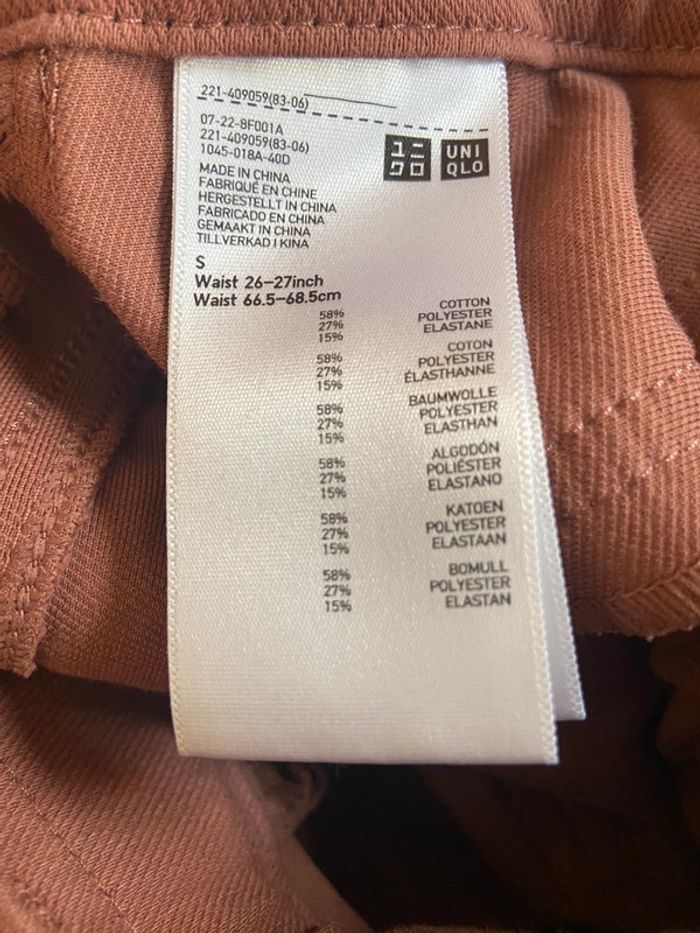 221-409059(83-06)
07-22-8F001A
221-409059(83-06)
1045-018A-40D
ユニ
クロ
UNI
QLO
MADE IN CHINA
FABRIQUÉ EN CHINE
HERGESTELLT IN CHINA
FABRICADO EN CHINA
GEMAAKT IN CHINA
TILLVERKAD I KINA
S
Waist 26–27inch
Waist 66.5–68.5cm
58% COTTON
27% POLYESTER
15% ELASTANE
58% COTON
27% POLYESTER
15% ÉLASTHANNE
58% BAUMWOLLE
27% POLYESTER
15% ELASTHAN
58% ALGODÓN
27% POLIÉSTER
15% ELASTANO
58% KATOEN
27% POLYESTER
15% ELASTAAN
58% BOMULL
27% POLYESTER
15% ELASTAN